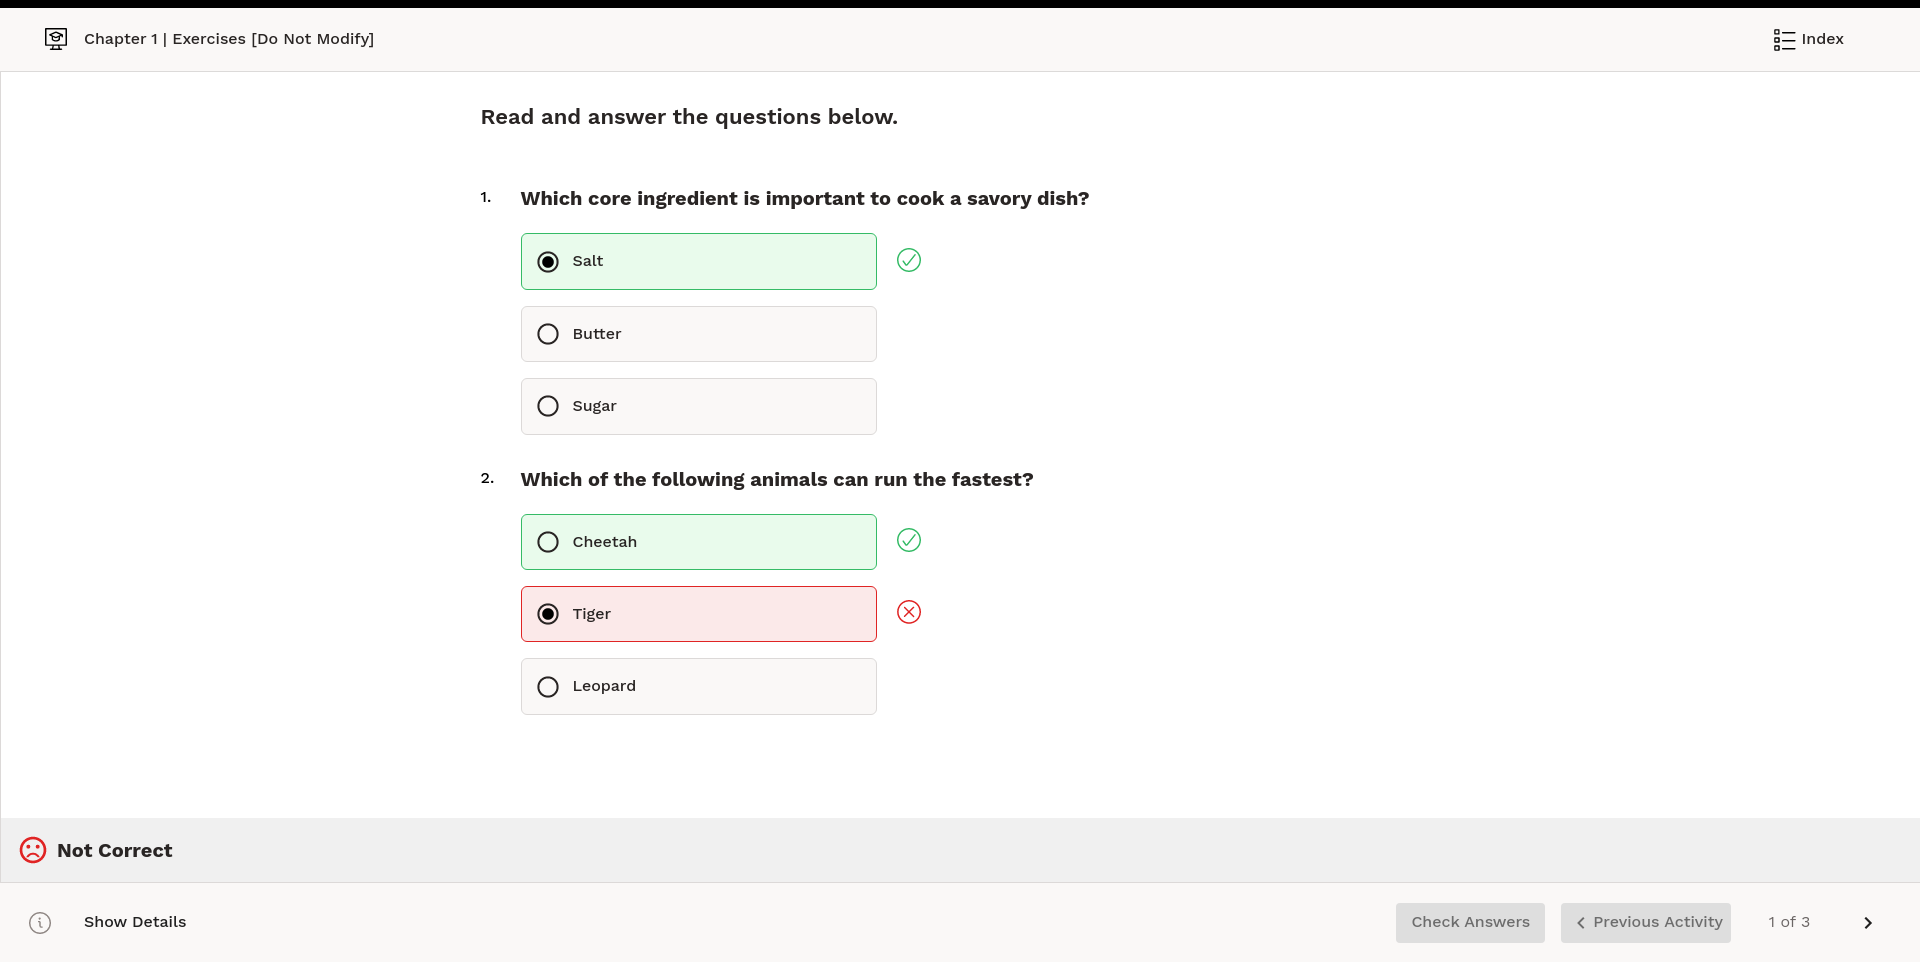 Chapter 1 | Exercises [Do Not Modify]
Index
Read and answer the questions below.
1. Which core ingredient is important to cook a savory dish?
Salt
Butter
Sugar
2. Which of the following animals can run the fastest?
Cheetah
Tiger
Leopard
Not Correct
Show Details
Check Answers
Previous Activity
1 of 3